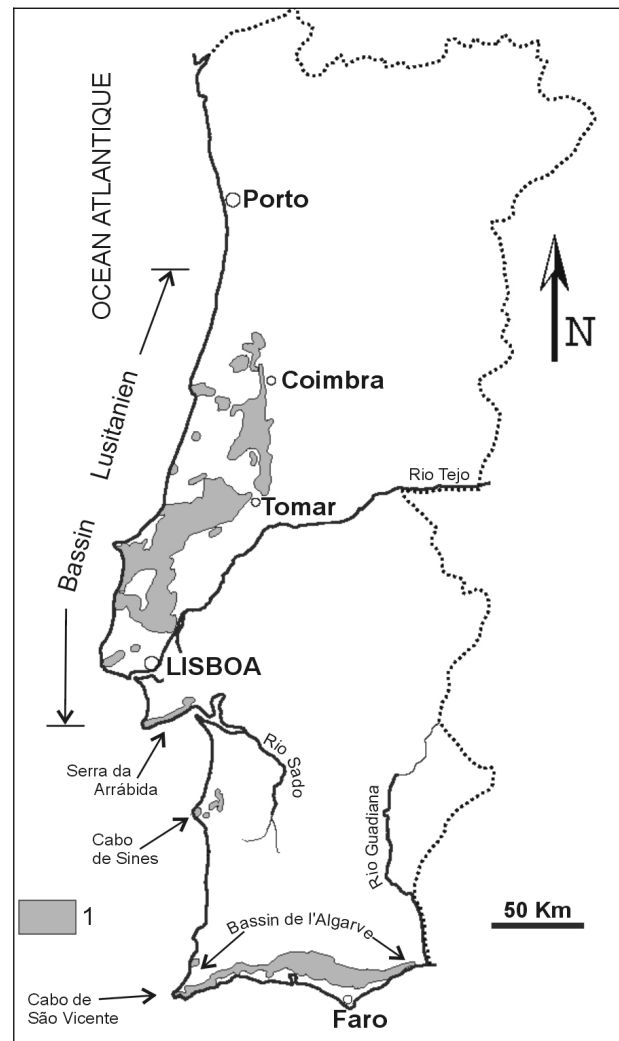 OCEAN ATLANTIQUE
Porto
N
Bassin Lusitanien
Coimbra
Rio Tejo
Tomar
LISBOA
Serra da
Arrábida
Rio Sado
Cabo
de Sines
Rio Guadiana
1
50 Km
Bassin de l'Algarve
Cabo de
São Vicente
Faro